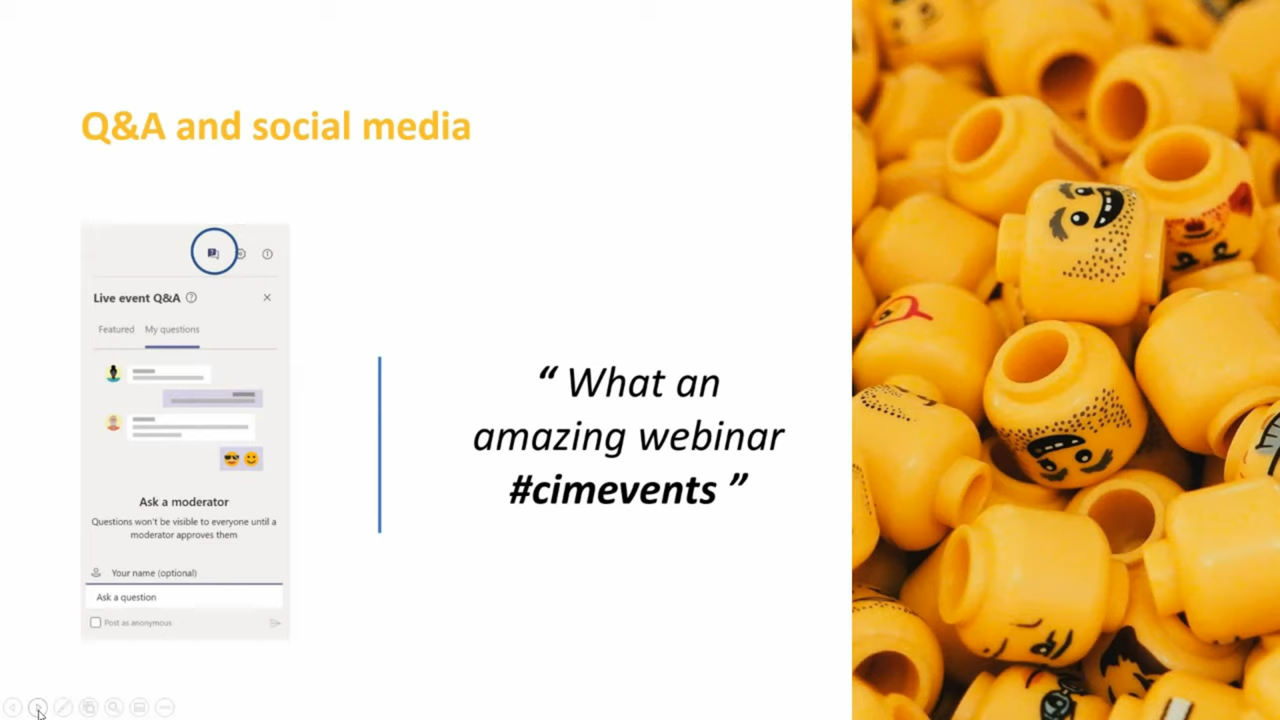 Q&A and social media
Live event Q&A
Featured My questions
Ask a moderator
Questions won't be visible to everyone until a
moderator approves them
Your name (optional)
Ask a question
Post as anonymous
“ What an
amazing webinar
#cimevents ”